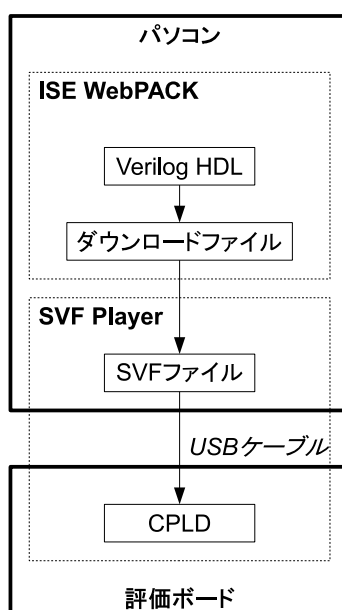 パソコン
ISE WebPACK
Verilog HDL
ダウンロードファイル
SVF Player
SVFファイル
USBケーブル
CPLD
評価ボード